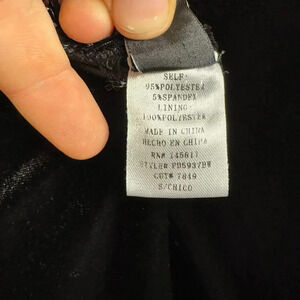 SELF:
95%POLYESTER
5%SPANDEX
LINING:
100%POLYESTER
MADE IN CHINA
HECHO EN CHINA
RN# 145817
STYLE# PD5937BW
CUT# 7849
S/CHICO